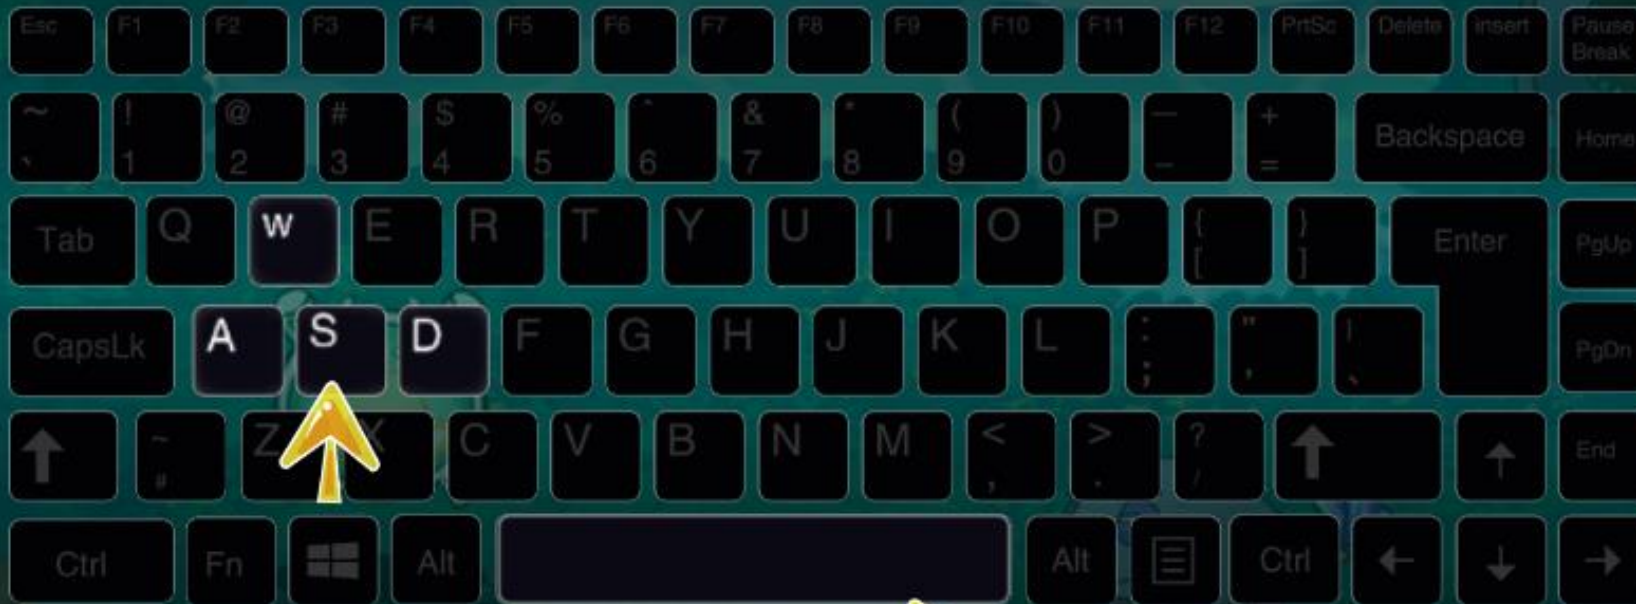 Esc F1 F2 F3 F4 F5 F6 F7 F8 F9 F10 F11 F12 PrtSc Delete Insert Pause Break
~ ! @ # $ % ^ & * ( ) — +
` 1 2 3 4 5 6 7 8 9 0 – = Backspace Home
Tab Q W E R T Y U I O P { [ } ] Enter PgUp
CapsLk A S D F G H J K L : ; " ' | ` PgDn
~ µ Z X C V B N M < , > . ? / End
Ctrl Fn Alt Alt Ctrl